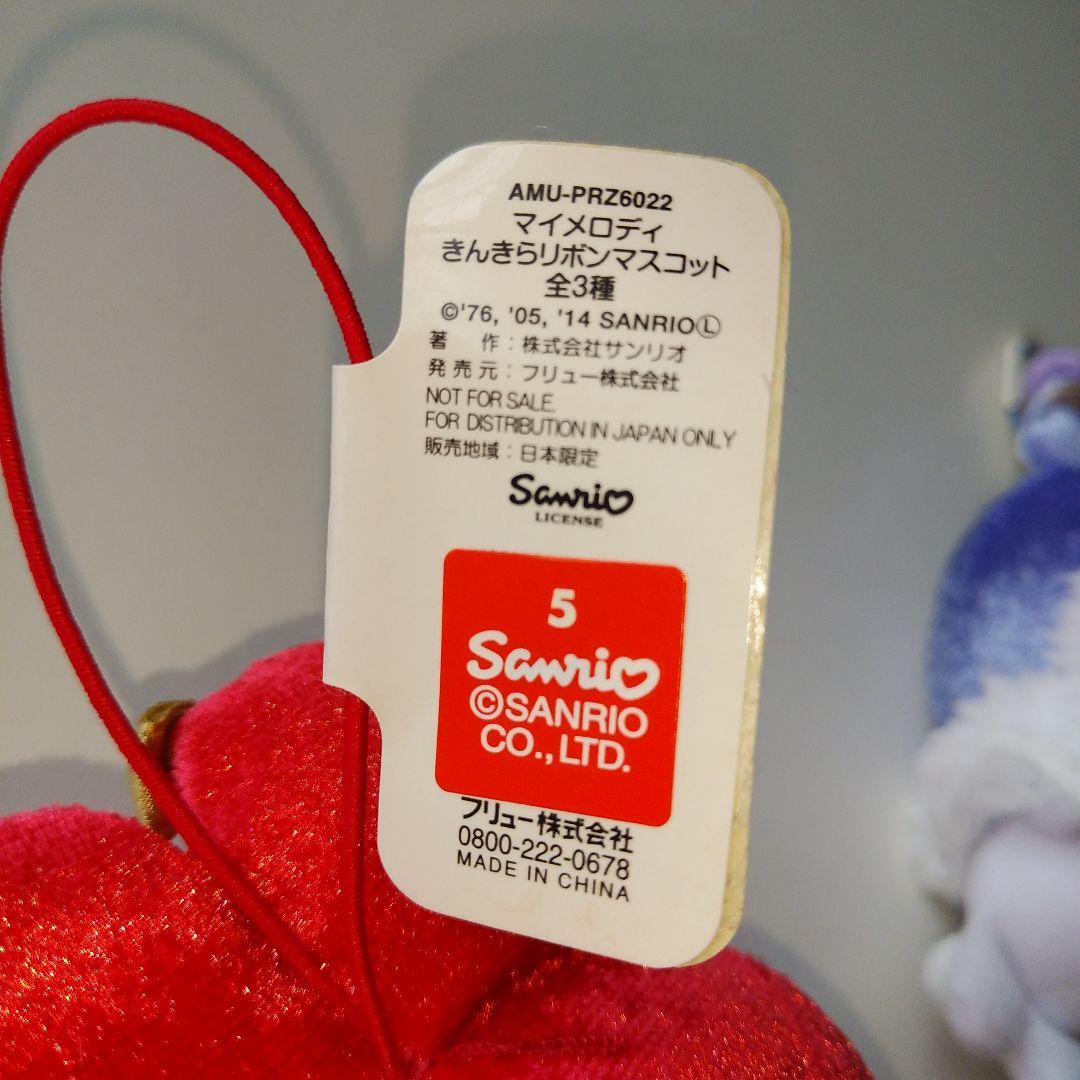 AMU-PRZ6022
マイメロディ
きんきらリボンマスコット
全3種
©'76, '05, '14 SANRIOⓁ
著　作：株式会社サンリオ
発売元：フリュー株式会社
NOT FOR SALE.
FOR DISTRIBUTION IN JAPAN ONLY
販売地域：日本限定
Sanrio
LICENSE
5
Sanrio
©SANRIO
CO., LTD.
フリュー株式会社
0800-222-0678
MADE IN CHINA